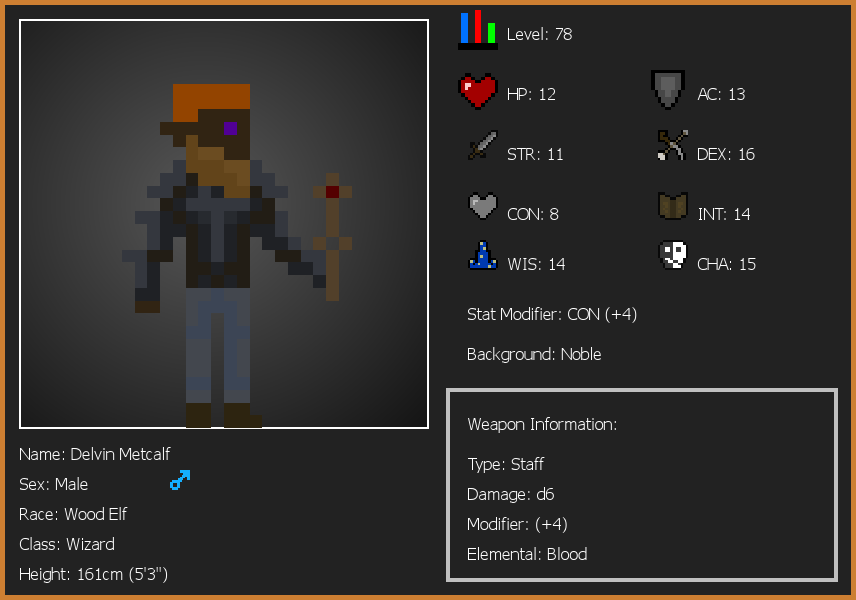 Level: 78
HP: 12
AC: 13
STR: 11
DEX: 16
CON: 8
INT: 14
WIS: 14
CHA: 15
Stat Modifier: CON (+4)
Background: Noble
Weapon Information:
Type: Staff
Damage: d6
Modifier: (+4)
Elemental: Blood
Name: Delvin Metcalf
Sex: Male
Race: Wood Elf
Class: Wizard
Height: 161cm (5'3")